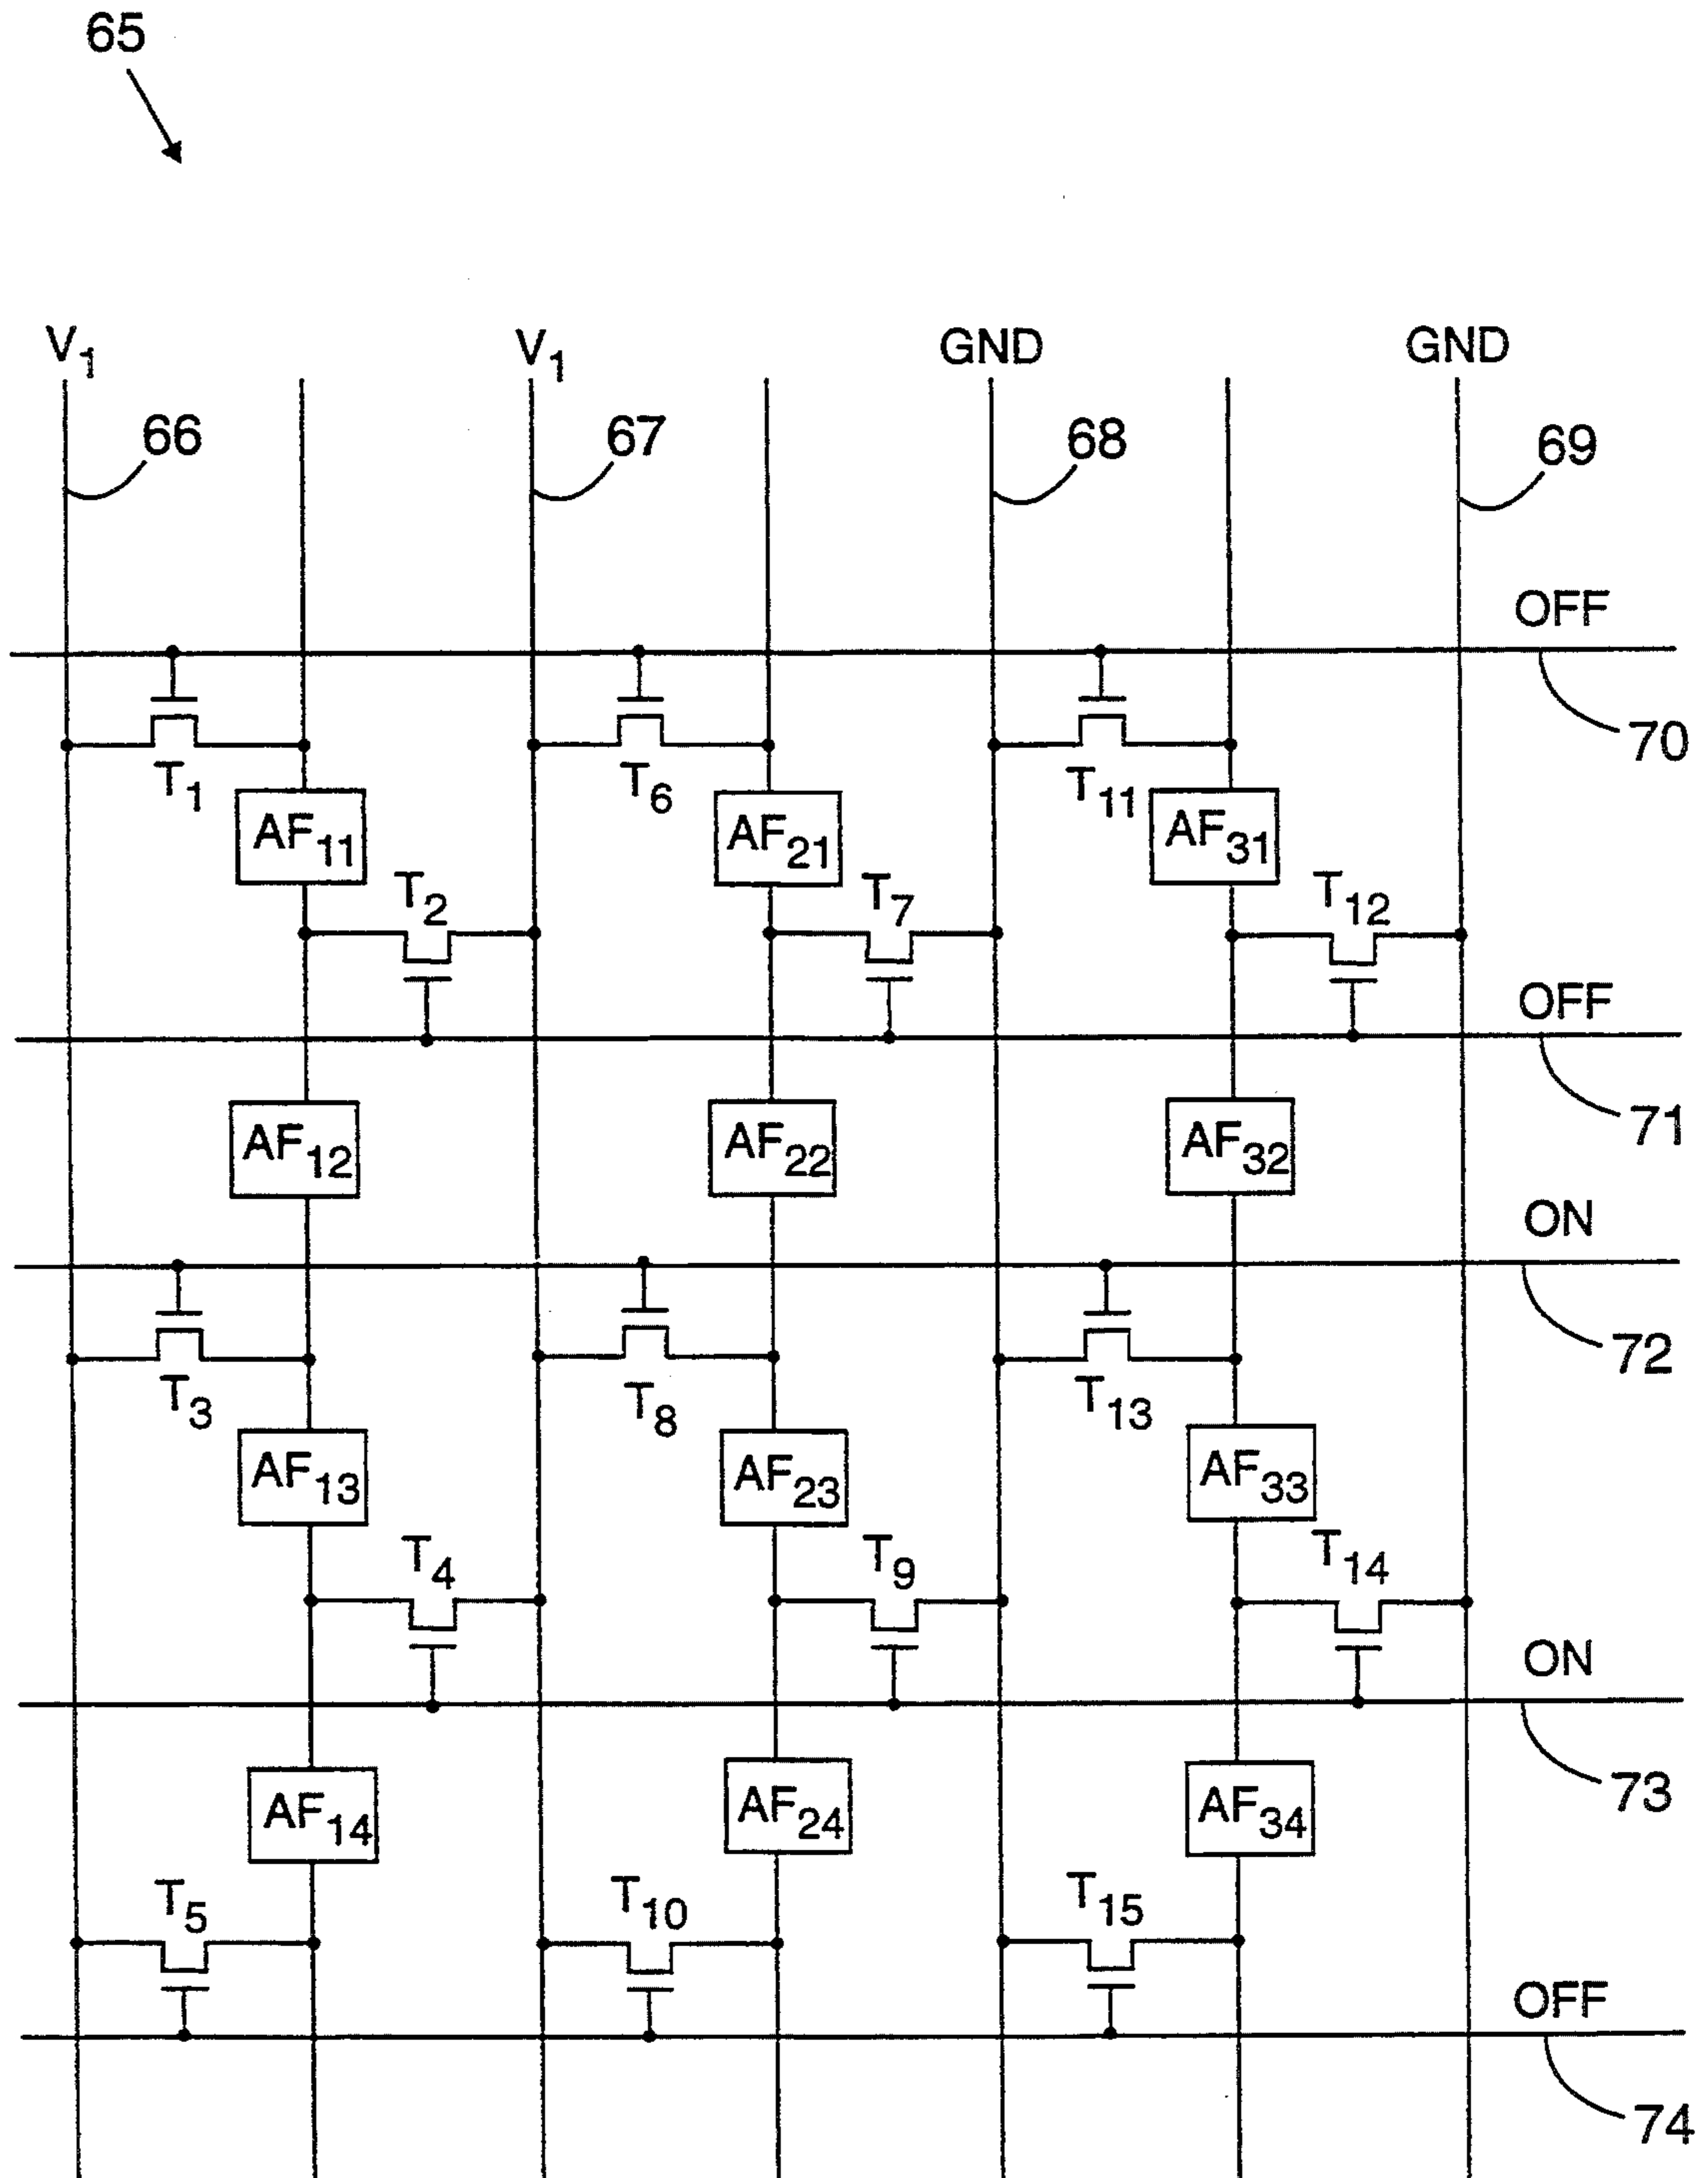 65
V1 V1 GND GND
66 67 68 69
OFF
70
T1 T6 T11
AF11 AF21 AF31
T2 T7 T12
OFF
71
AF12 AF22 AF32
ON
72
T3 T8 T13
AF13 AF23 AF33
T4 T9 T14
ON
73
AF14 AF24 AF34
T5 T10 T15
OFF
74